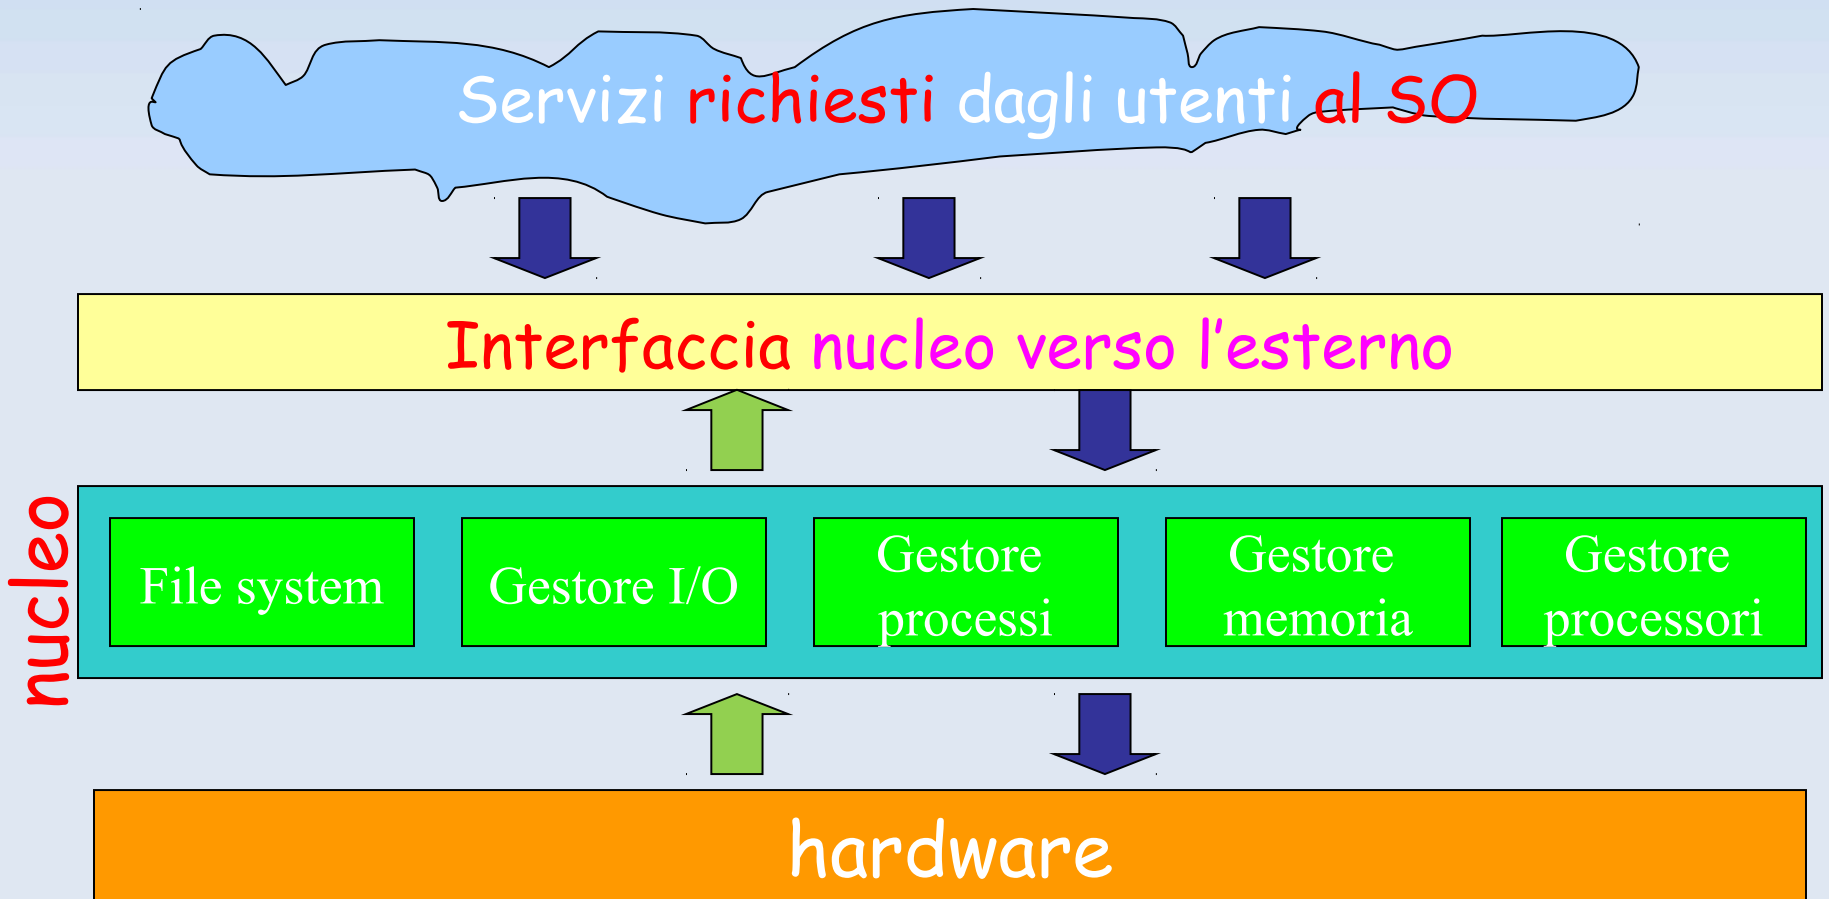 Servizi richiesti dagli utenti al SO
Interfaccia nucleo verso l'esterno
nucleo
File system
Gestore I/O
Gestore
processi
Gestore
memoria
Gestore
processori
hardware